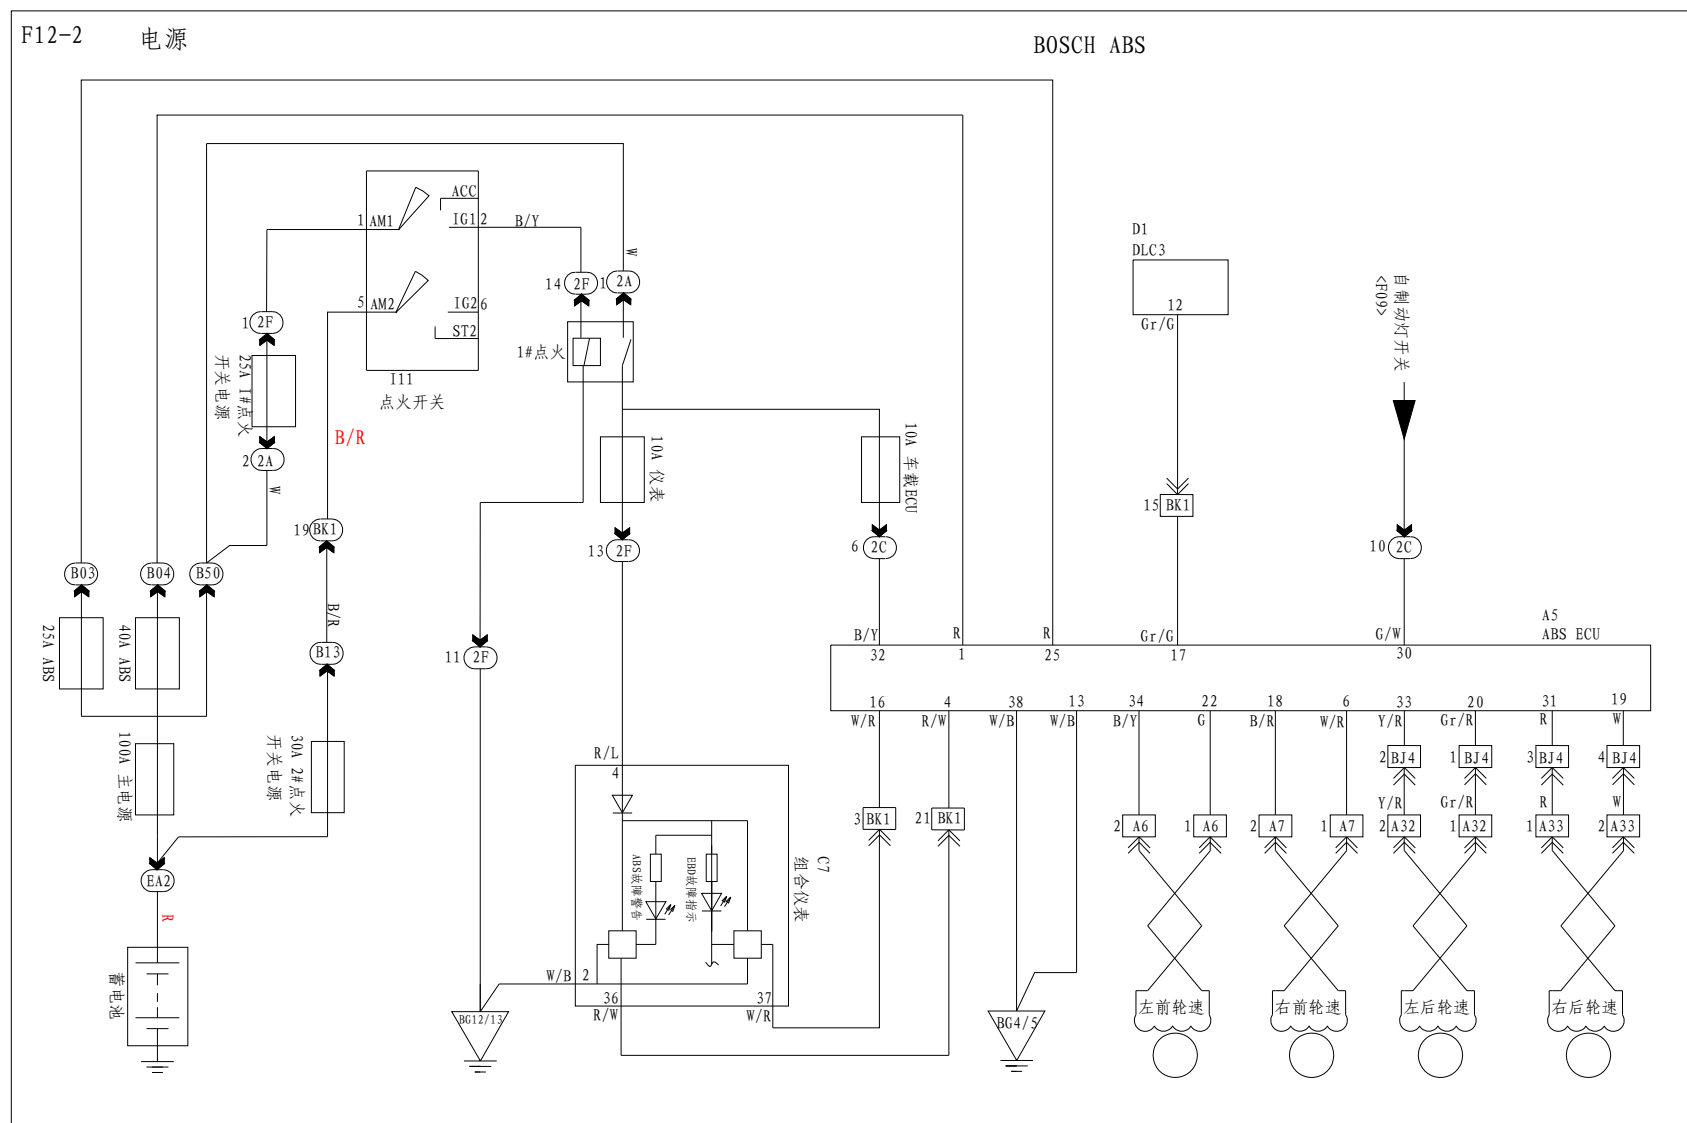 F12-2 电源
BOSCH ABS
ACC
1 AM1
IG1 2
B/Y
5 AM2
IG2 6
ST2
I11
点火开关
W
14 2F
1 2A
1#点火
1 2F
25A 1#点火
开关电源
2 2A
W
B/R
19 BK1
B/R
B13
30A 2#点火
开关电源
B03
B04
B50
25A ABS
40A ABS
100A 主电源
EA2
R
蓄电池
10A 仪表
13 2F
10A 车载ECU
6 2C
11 2F
D1
DLC3
12
Gr/G
15 BK1
自制动灯开关
<F09>
10 2C
A5
ABS ECU
B/Y
R
R
Gr/G
G/W
32
1
25
17
30
16
4
38
13
34
22
18
6
33
20
31
19
W/R
R/W
W/B
W/B
B/Y
G
B/R
W/R
Y/R
Gr/R
R
W
2 BJ4
1 BJ4
3 BJ4
4 BJ4
Y/R
Gr/R
R
W
3 BK1
21 BK1
2 A6
1 A6
2 A7
1 A7
2 A32
1 A32
1 A33
2 A33
R/L
4
ABS故障警告
EBD故障指示
C7
组合仪表
W/B 2
36
37
R/W
W/R
BG12/13
BG4/5
左前轮速
右前轮速
左后轮速
右后轮速